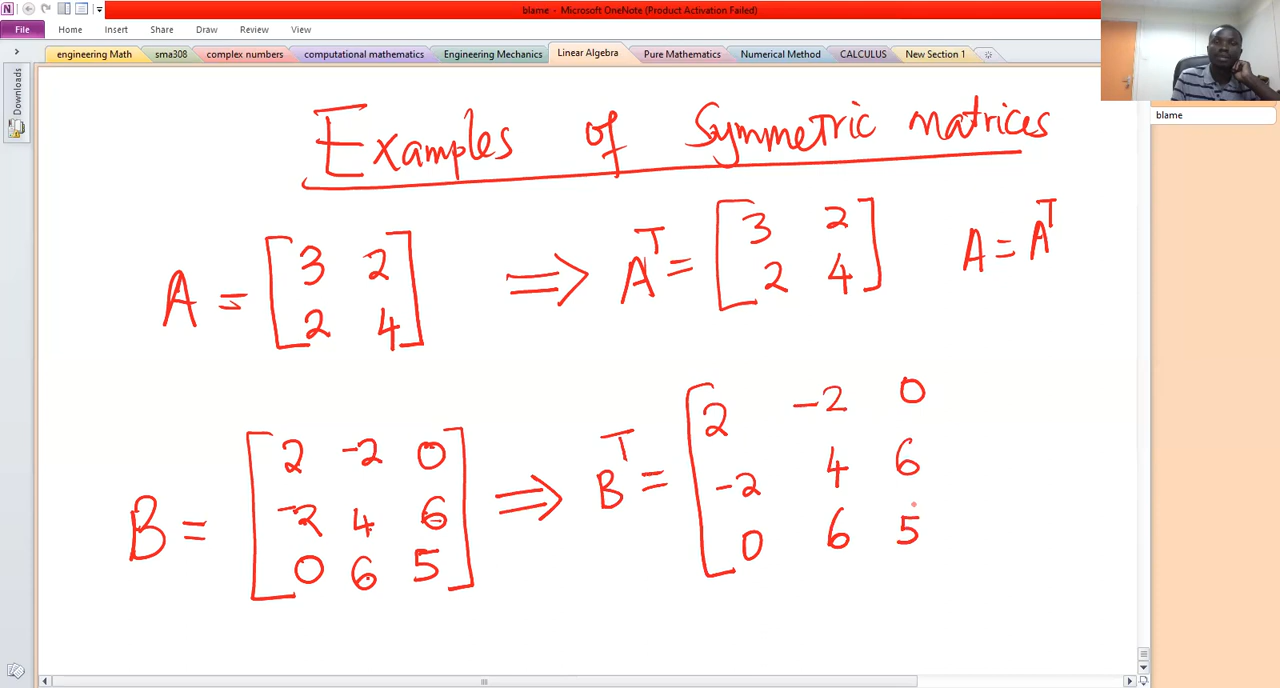 blame - Microsoft OneNote (Product Activation Failed)
File Home Insert Share Draw Review View
engineering Math sma308 complex numbers computational mathematics Engineering Mechanics Linear Algebra Pure Mathematics Numerical Method CALCULUS New Section 1
Downloads
blame
Examples of Symmetric matrices
A = [3 2
2 4] ⟹ A^T = [3 2
2 4] A = A^T
B = [2 -2 0
-2 4 6
0 6 5] ⟹ B^T = [2 -2 0
-2 4 6
0 6 5